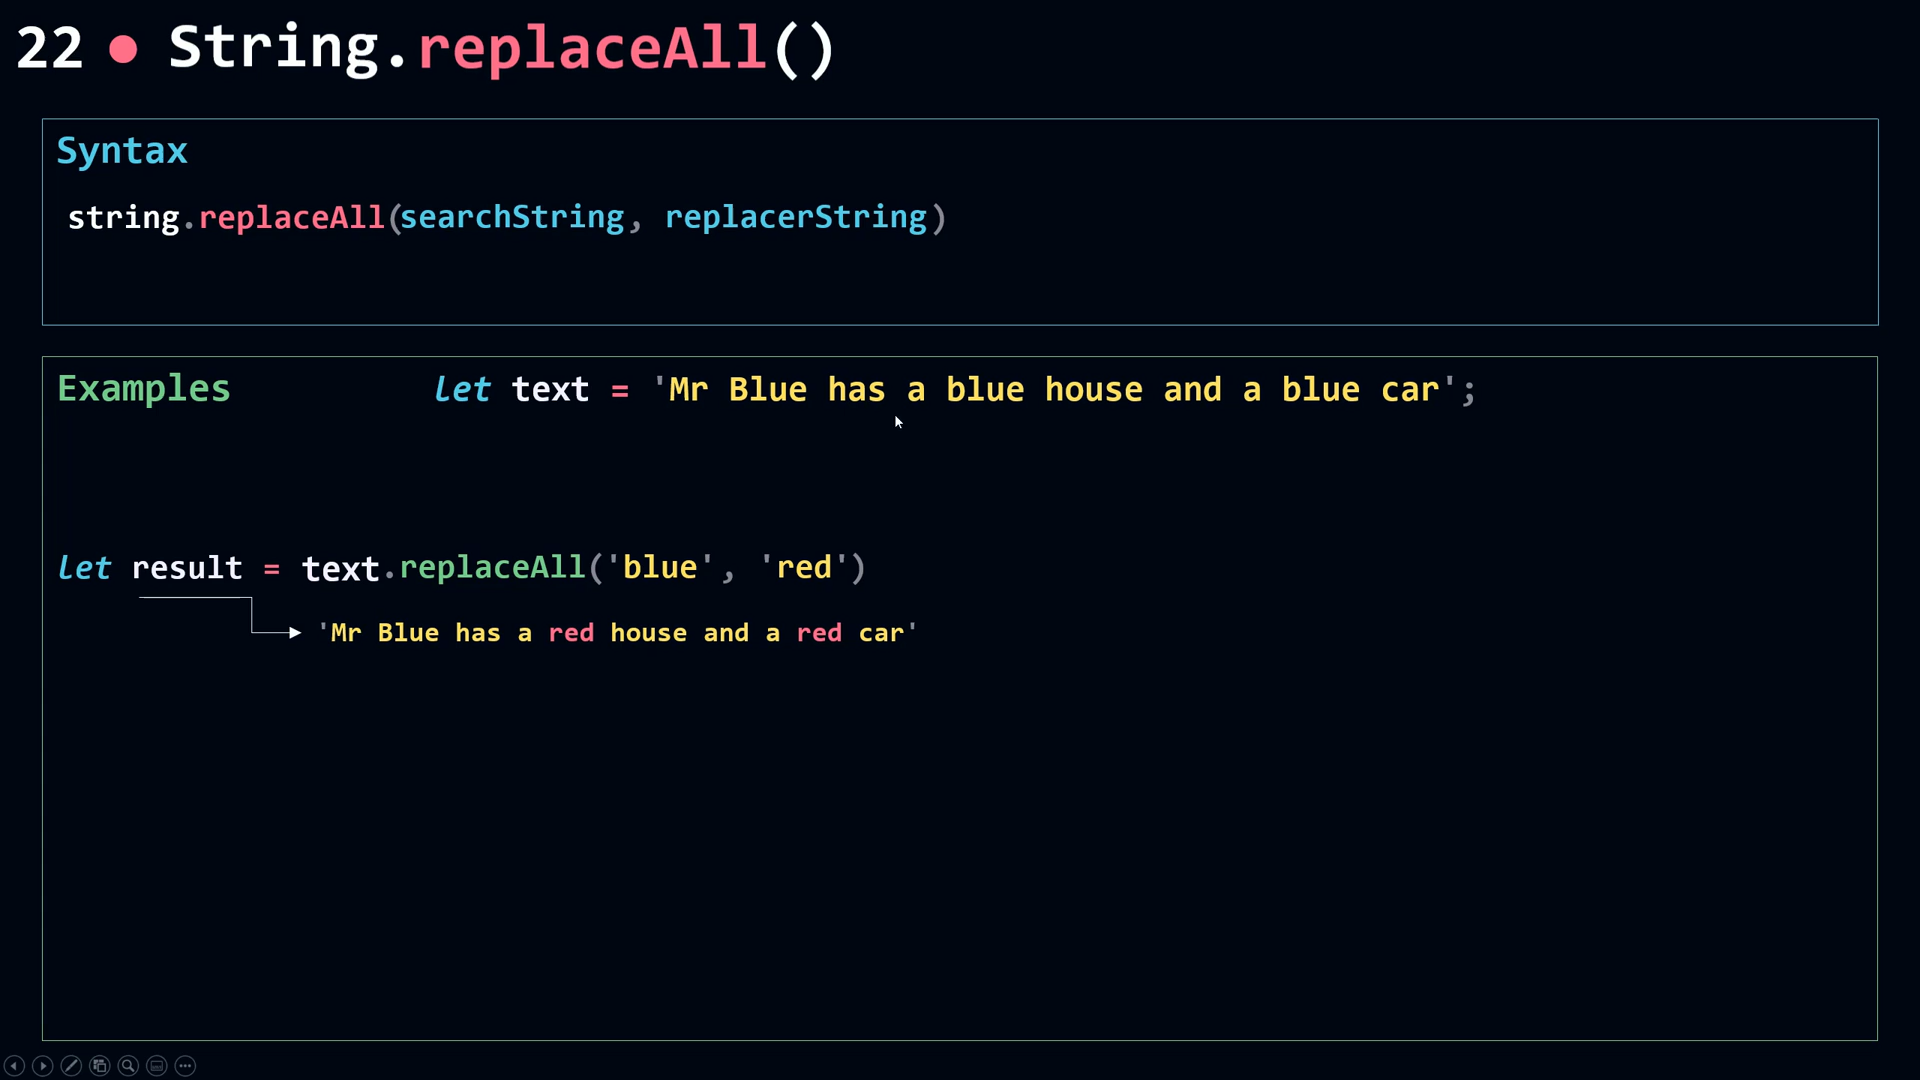 22 • String.replaceAll()
Syntax
string.replaceAll(searchString, replacerString)
Examples
let text = 'Mr Blue has a blue house and a blue car';
let result = text.replaceAll('blue', 'red')
'Mr Blue has a red house and a red car'